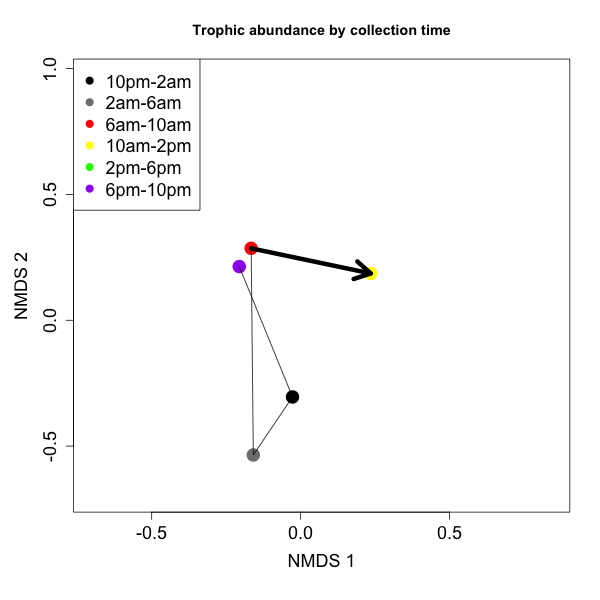 Trophic abundance by collection time
10pm-2am
2am-6am
6am-10am
10am-2pm
2pm-6pm
6pm-10pm
1.0
0.5
0.0
-0.5
NMDS 2
-0.5
0.0
0.5
NMDS 1